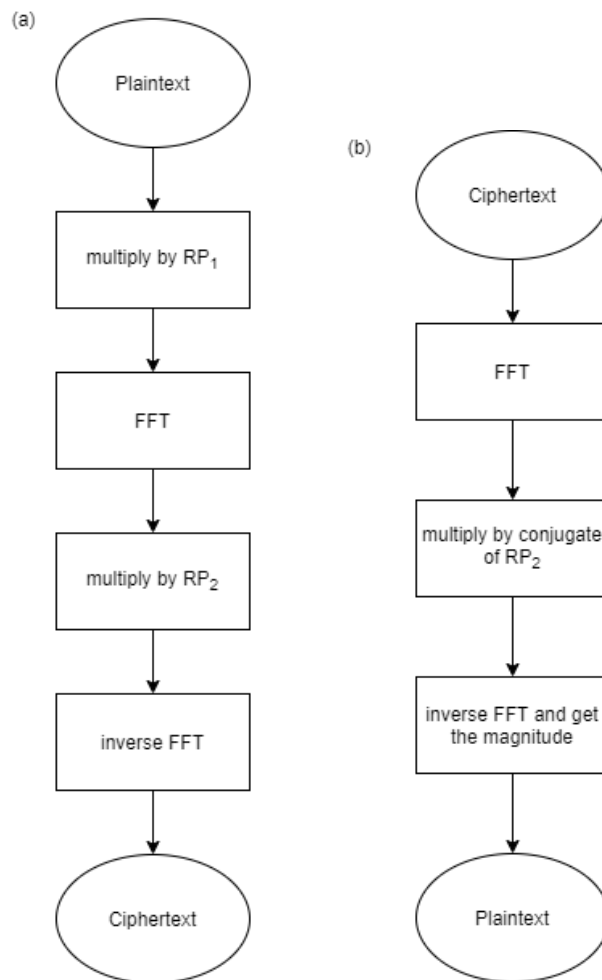 (a)
Plaintext
multiply by RP₁
FFT
multiply by RP₂
inverse FFT
Ciphertext
(b)
Ciphertext
FFT
multiply by conjugate
of RP₂
inverse FFT and get
the magnitude
Plaintext